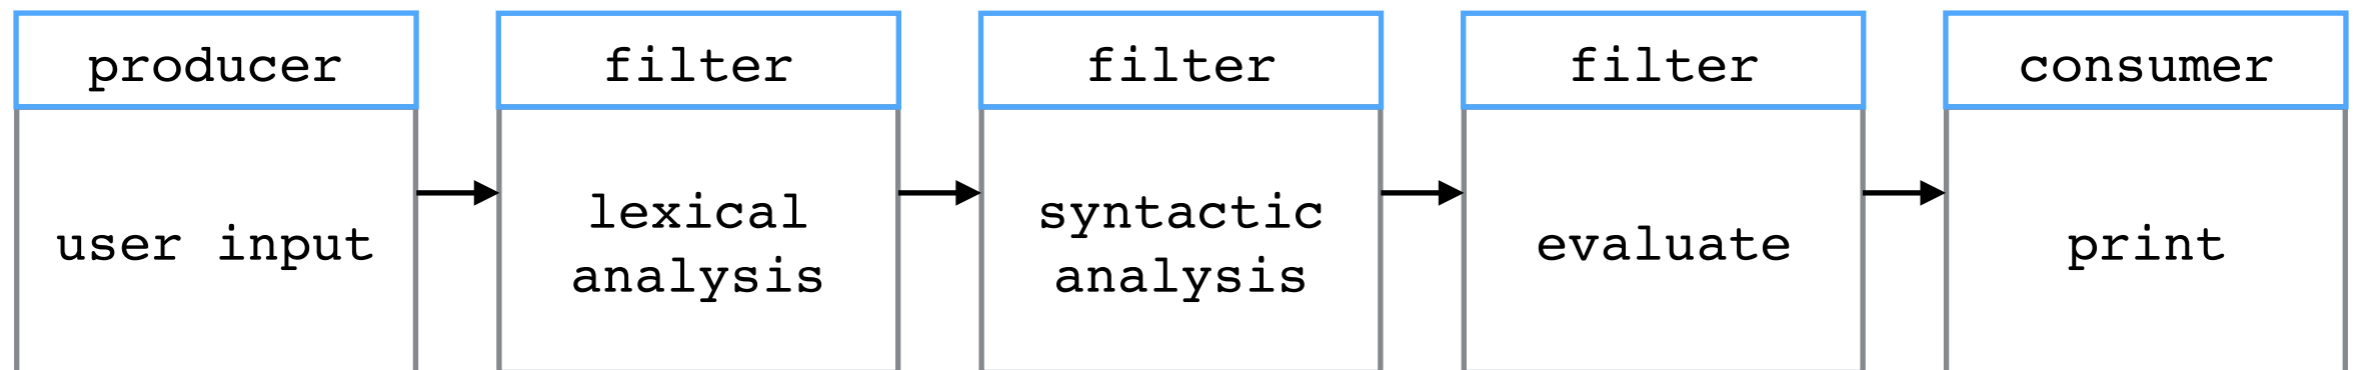 producer
user input
filter
lexical
analysis
filter
syntactic
analysis
filter
evaluate
consumer
print